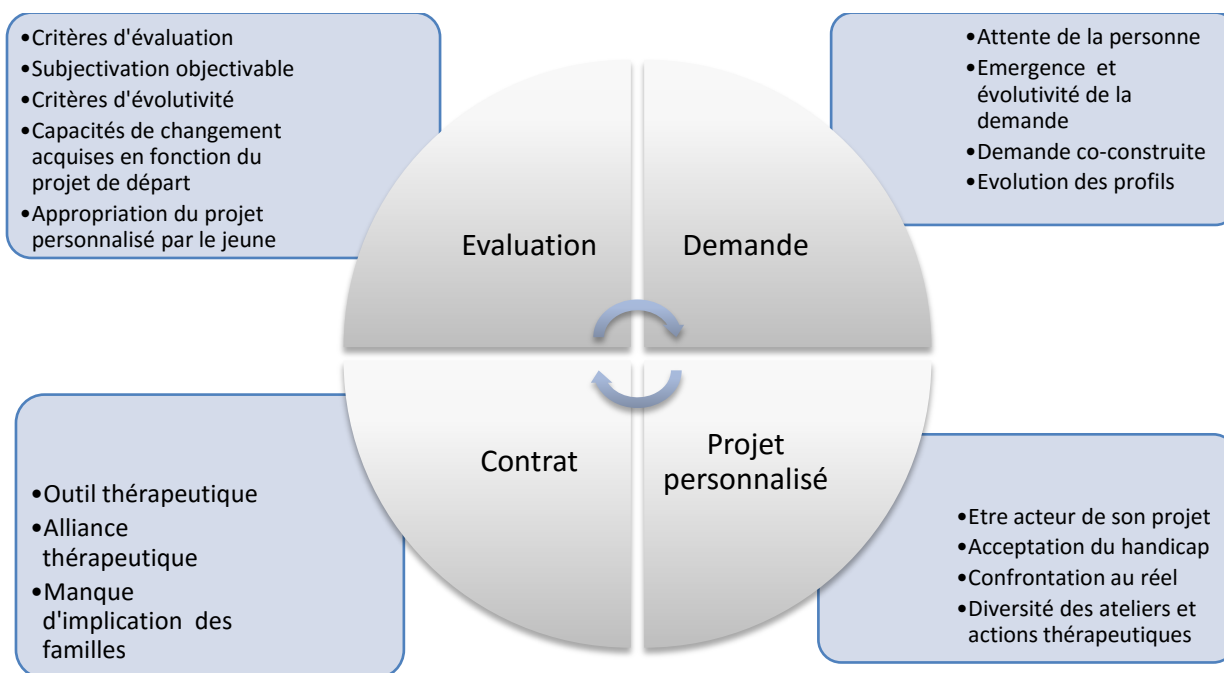 •Critères d'évaluation
•Subjectivation objectivable
•Critères d'évolutivité
•Capacités de changement
acquises en fonction du
projet de départ
•Appropriation du projet
personnalisé par le jeune
•Attente de la personne
•Emergence et
évolutivité de la
demande
•Demande co-construite
•Evolution des profils
Evaluation
Demande
Contrat
Projet
personnalisé
•Outil thérapeutique
•Alliance
thérapeutique
•Manque
d'implication des
familles
•Etre acteur de son projet
•Acceptation du handicap
•Confrontation au réel
•Diversité des ateliers et
actions thérapeutiques